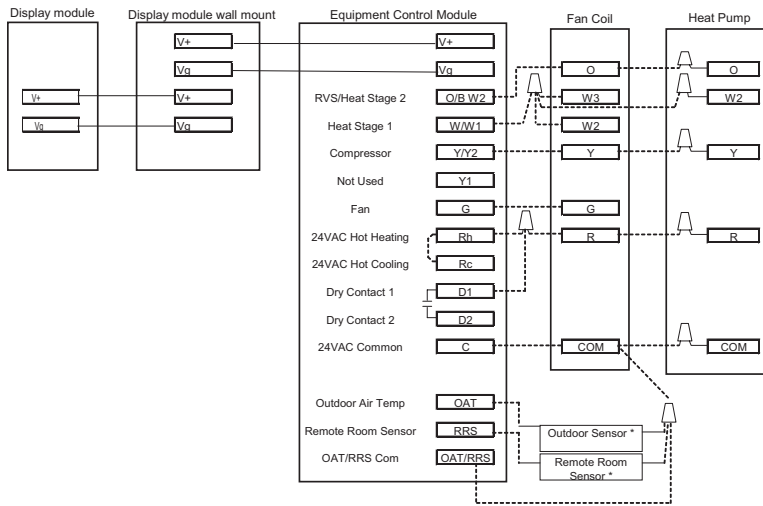 Display module
Display module wall mount
Equipment Control Module
Fan Coil
Heat Pump
V+
Vg
V+
Vg
V+
Vg
V+
Vg
RVS/Heat Stage 2
O/B W2
Heat Stage 1
W/W1
Compressor
Y/Y2
Not Used
Y1
Fan
G
24VAC Hot Heating
Rh
24VAC Hot Cooling
Rc
Dry Contact 1
D1
Dry Contact 2
D2
24VAC Common
C
Outdoor Air Temp
OAT
Remote Room Sensor
RRS
OAT/RRS Com
OAT/RRS
O
W3
W2
Y
G
R
COM
O
W2
Y
R
COM
Outdoor Sensor *
Remote Room
Sensor *